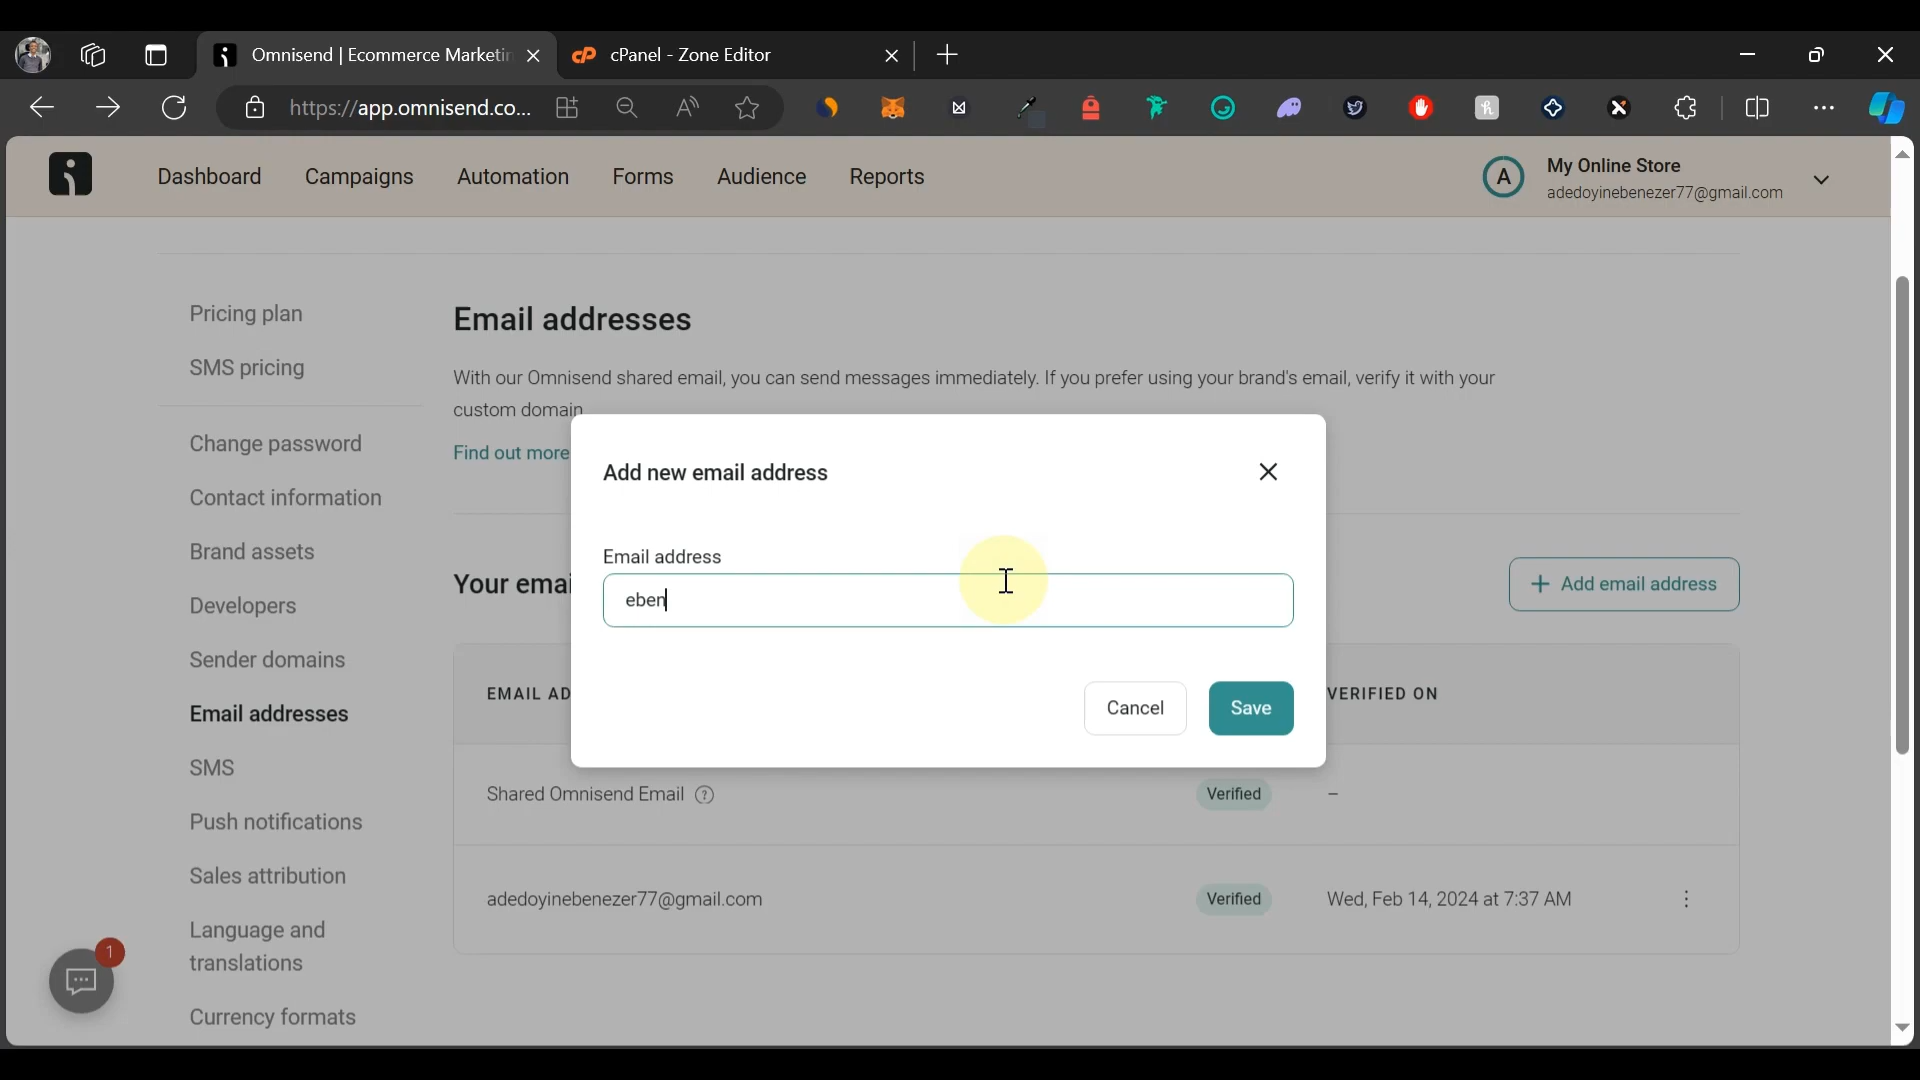 Omnisend | Ecommerce Marketin
cPanel - Zone Editor
https://app.omnisend.co...
Dashboard
Campaigns
Automation
Forms
Audience
Reports
A
My Online Store
adedoyinebenezer77@gmail.com
Pricing plan
SMS pricing
Change password
Contact information
Brand assets
Developers
Sender domains
Email addresses
SMS
Push notifications
Sales attribution
Language and
translations
Currency formats
1
Email addresses
With our Omnisend shared email, you can send messages immediately. If you prefer using your brand's email, verify it with your
custom domain
Find out more
Your emai
+ Add email address
EMAIL AD
VERIFIED ON
Shared Omnisend Email ?
Verified
–
adedoyinebenezer77@gmail.com
Verified
Wed, Feb 14, 2024 at 7:37 AM
Add new email address
Email address
eben
Cancel
Save